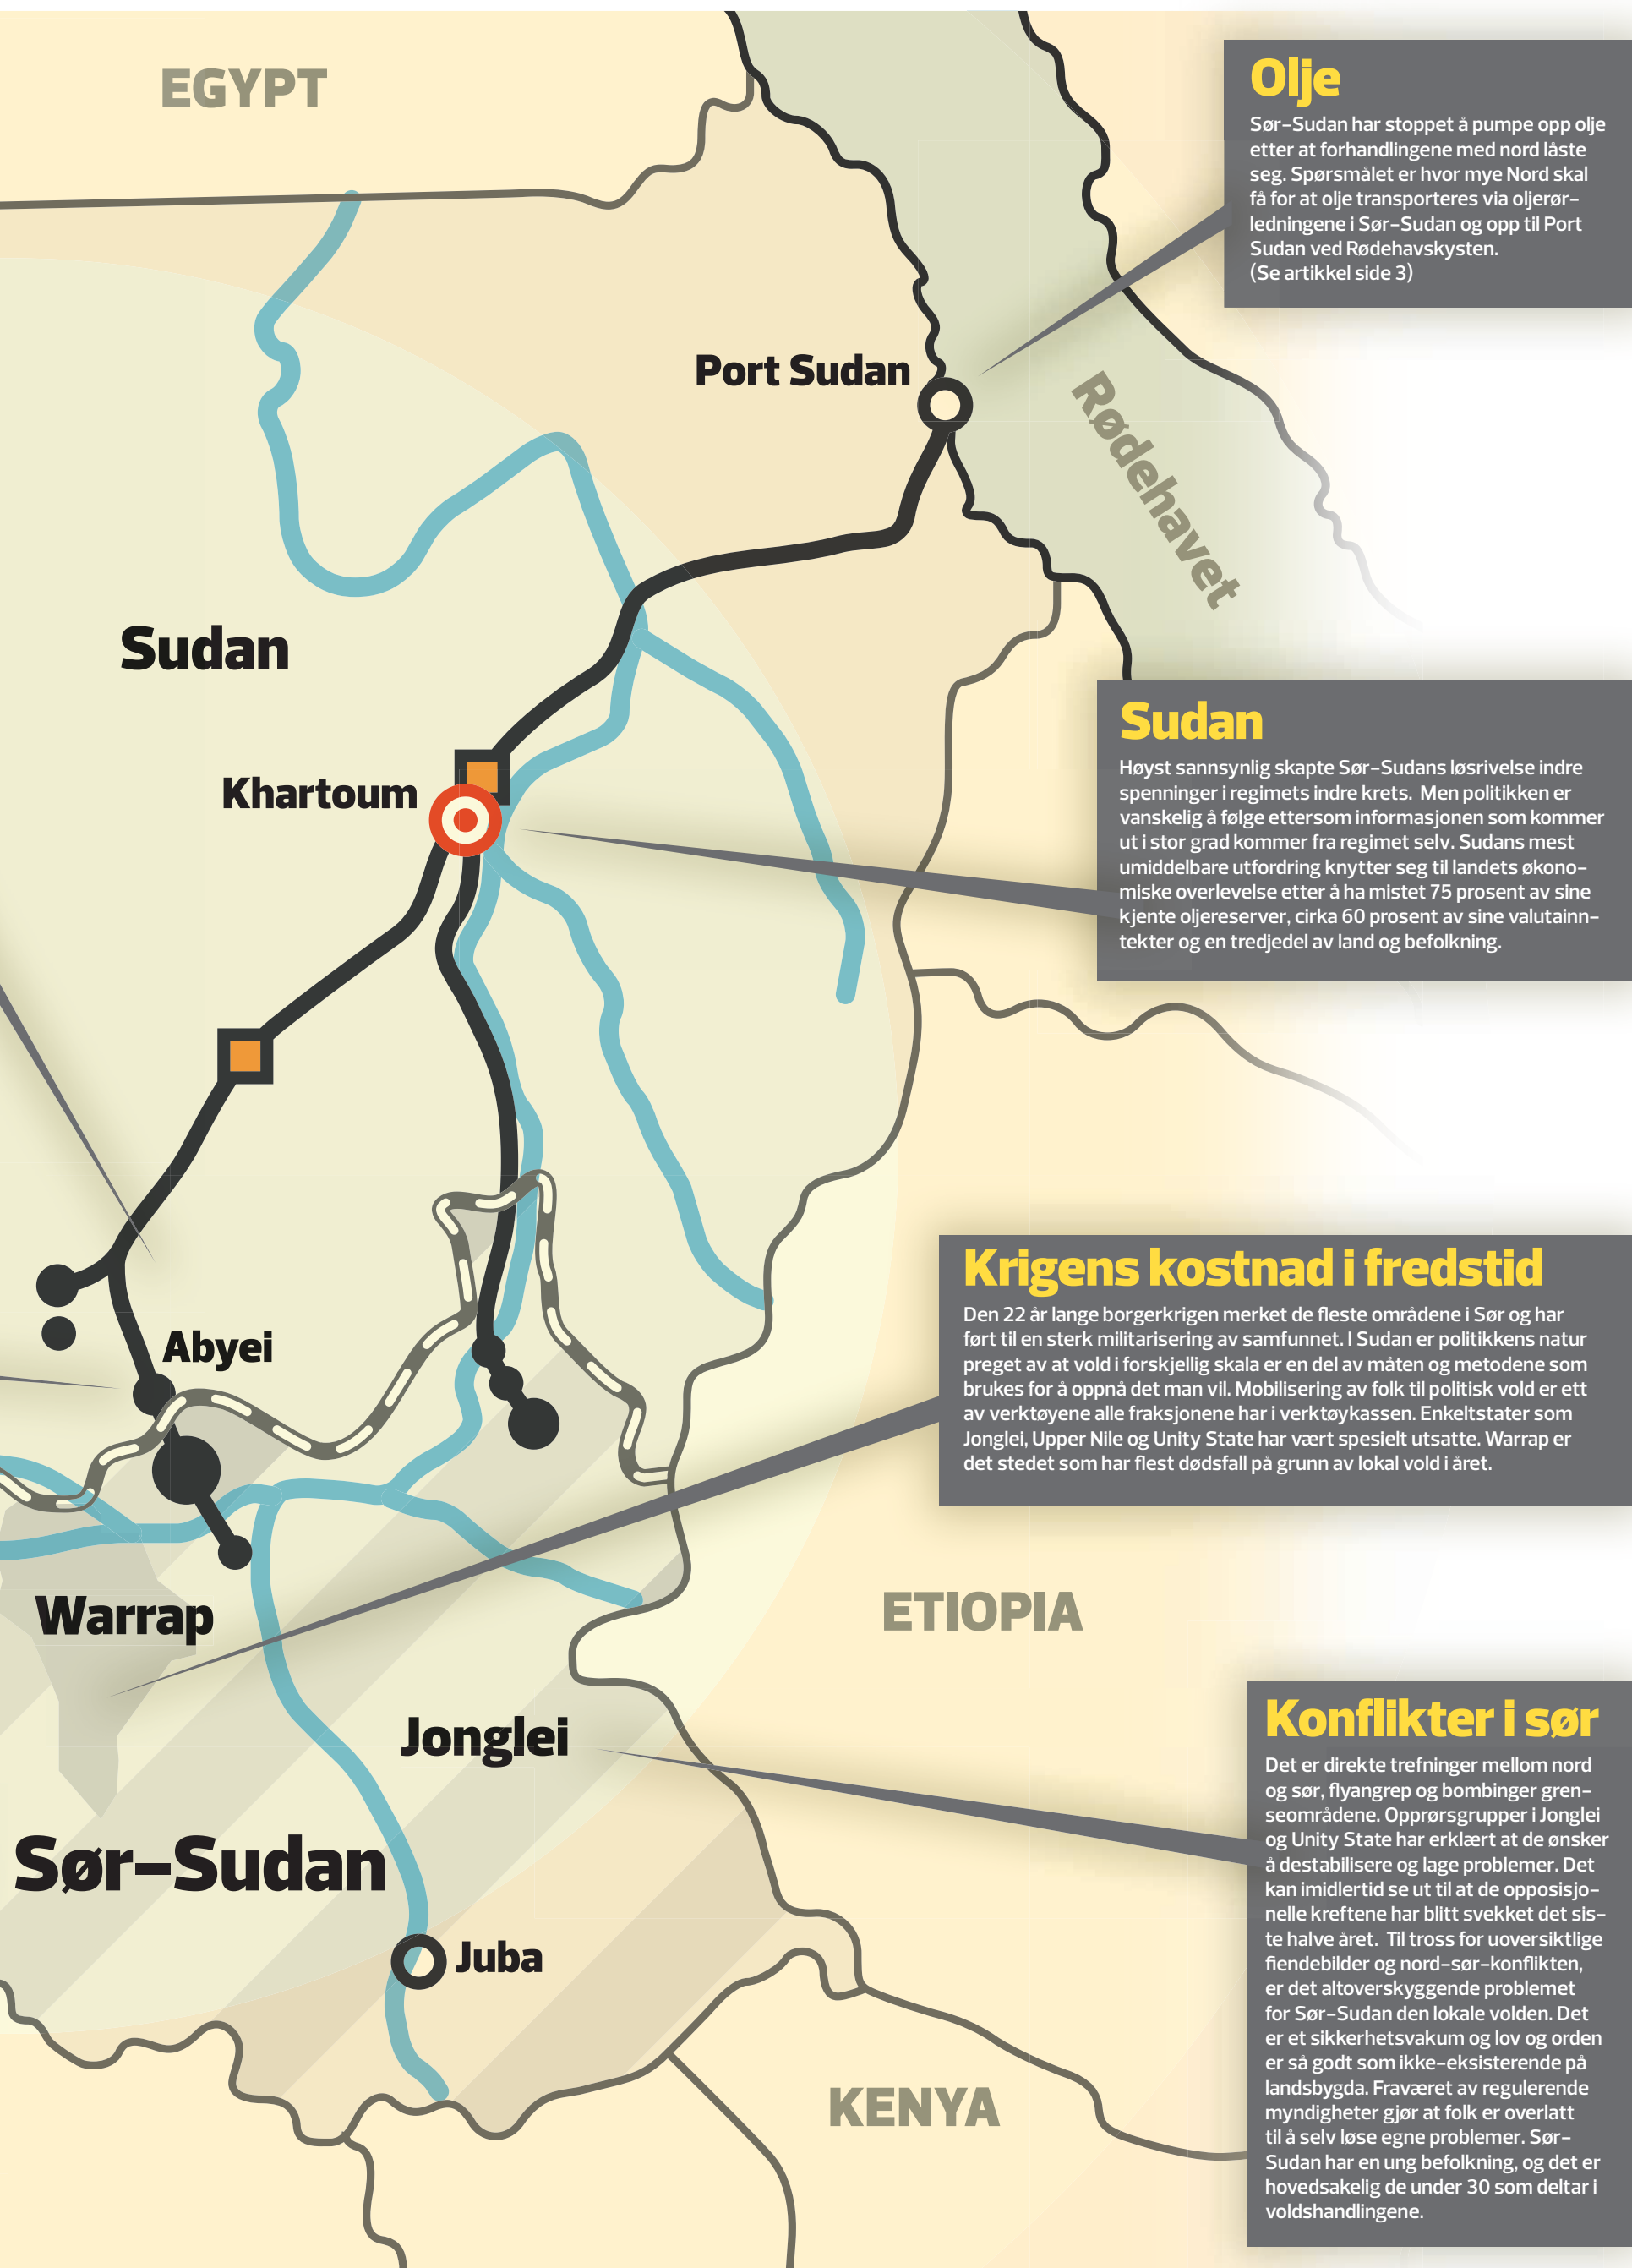 EGYPT
Olje
Sør-Sudan har stoppet å pumpe opp olje
etter at forhandlingene med nord låste
seg. Spørsmålet er hvor mye Nord skal
få for at olje transporteres via oljerør-
ledningene i Sør-Sudan og opp til Port
Sudan ved Rødehavskysten.
(Se artikkel side 3)
Port Sudan
Rødehavet
Sudan
Khartoum
Sudan
Høyst sannsynlig skapte Sør-Sudans løsrivelse indre
spenninger i regimets indre krets. Men politikken er
vanskelig å følge ettersom informasjonen som kommer
ut i stor grad kommer fra regimet selv. Sudans mest
umiddelbare utfordring knytter seg til landets økono-
miske overlevelse etter å ha mistet 75 prosent av sine
kjente oljereserver, cirka 60 prosent av sine valutainn-
tekter og en tredjedel av land og befolkning.
Abyei
Krigens kostnad i fredstid
Den 22 år lange borgerkrigen merket de fleste områdene i Sør og har
ført til en sterk militarisering av samfunnet. I Sudan er politikkens natur
preget av at vold i forskjellig skala er en del av måten og metodene som
brukes for å oppnå det man vil. Mobilisering av folk til politisk vold er ett
av verktøyene alle fraksjonene har i verktøykassen. Enkeltstater som
Jonglei, Upper Nile og Unity State har vært spesielt utsatte. Warrap er
det stedet som har flest dødsfall på grunn av lokal vold i året.
Warrap
ETIOPIA
Jonglei
Sør-Sudan
Juba
KENYA
Konflikter i sør
Det er direkte trefninger mellom nord
og sør, flyangrep og bombinger gren-
seområdene. Opprørsgrupper i Jonglei
og Unity State har erklært at de ønsker
å destabilisere og lage problemer. Det
kan imidlertid se ut til at de opposisjo-
nelle kreftene har blitt svekket det sis-
te halve året. Til tross for uoversiktlige
fiendebilder og nord-sør-konflikten,
er det altoverskyggende problemet
for Sør-Sudan den lokale volden. Det
er et sikkerhetsvakum og lov og orden
er så godt som ikke-eksisterende på
landsbygda. Fraværet av regulerende
myndigheter gjør at folk er overlatt
til å selv løse egne problemer. Sør-
Sudan har en ung befolkning, og det er
hovedsakelig de under 30 som deltar i
voldshandlingene.